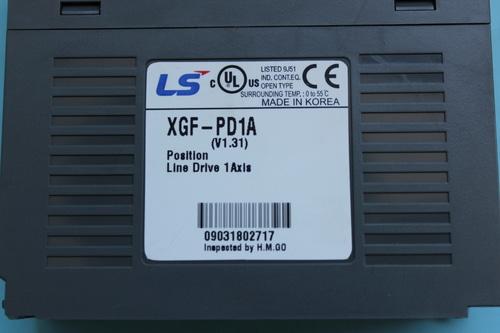 LS
c UL us
LISTED 9J51
IND. CONT. EQ.
OPEN TYPE
CE
SURROUNDING TEMP. : 0 to 55℃
MADE IN KOREA
XGF-PD1A
(V1.31)
Position
Line Drive 1Axis
09031802717
Inspected by H.M.GO